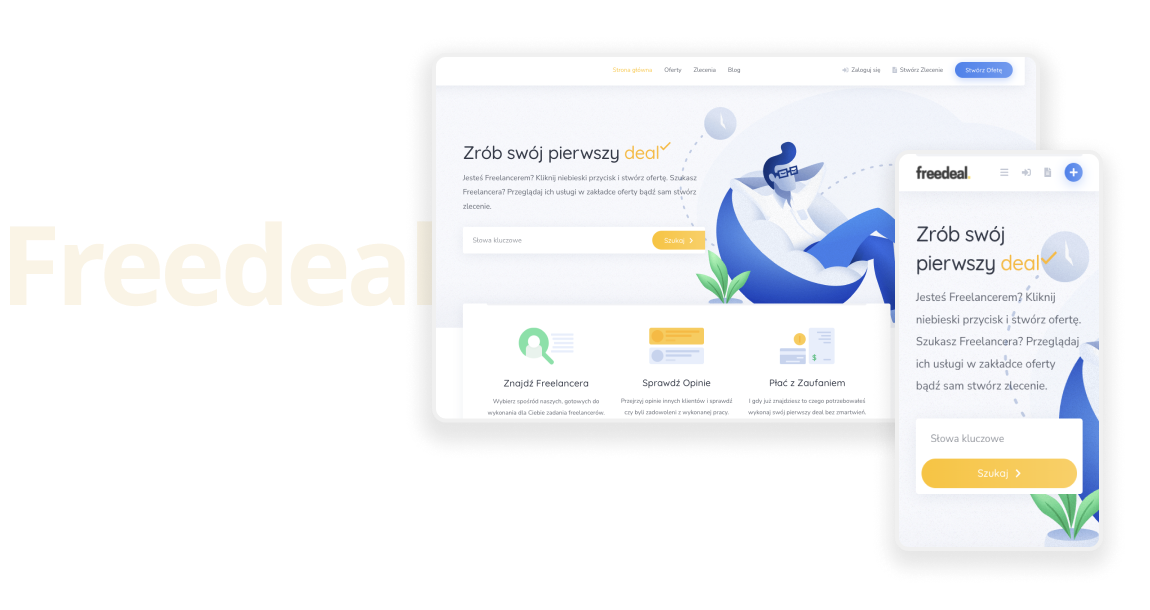 Freedeal
Strona główna Oferty Zlecenia Blog Zaloguj się Stwórz Zlecenie Stwórz Ofertę
Zrób swój pierwszy deal
Jesteś Freelancerem? Kliknij niebieski przycisk i stwórz ofertę. Szukasz
Freelancera? Przeglądaj ich usługi w zakładce oferty bądź sam stwórz
zlecenie.
Słowa kluczowe Szukaj
Znajdź Freelancera
Wybierz spośród naszych, gotowych do
wykonania dla Ciebie zadania freelancerów.
Sprawdź Opinie
Przejrzyj opinie innych klientów i sprawdź
czy byli zadowoleni z wykonanej pracy.
Płać z Zaufaniem
I gdy już znajdziesz to czego potrzebowałeś
wykonaj swój pierwszy deal bez zmartwień.
freedeal.
Zrób swój
pierwszy deal
Jesteś Freelancerem? Kliknij
niebieski przycisk i stwórz ofertę.
Szukasz Freelancera? Przeglądaj
ich usługi w zakładce oferty
bądź sam stwórz zlecenie.
Słowa kluczowe
Szukaj